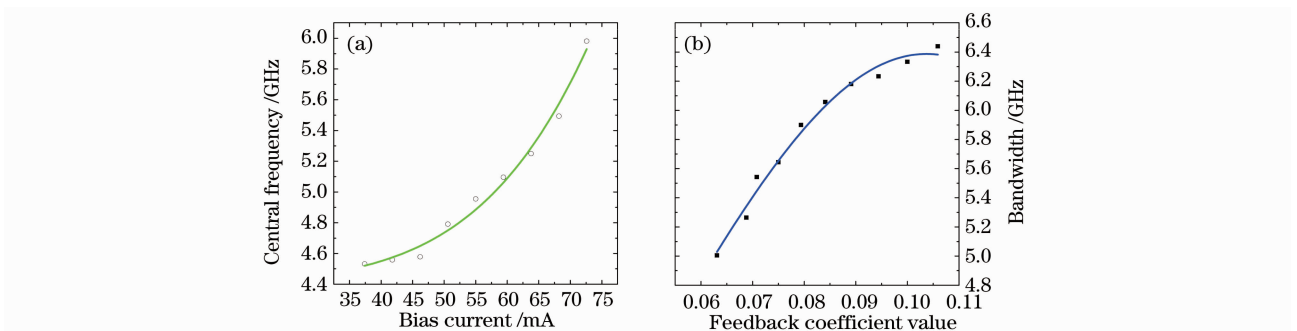 (a)
6.0
5.8
5.6
5.4
5.2
5.0
4.8
4.6
4.4
Central frequency /GHz
35 40 45 50 55 60 65 70 75
Bias current /mA
(b)
6.6
6.4
6.2
6.0
5.8
5.6
5.4
5.2
5.0
4.8
Bandwidth /GHz
0.06 0.07 0.08 0.09 0.10 0.11
Feedback coefficient value